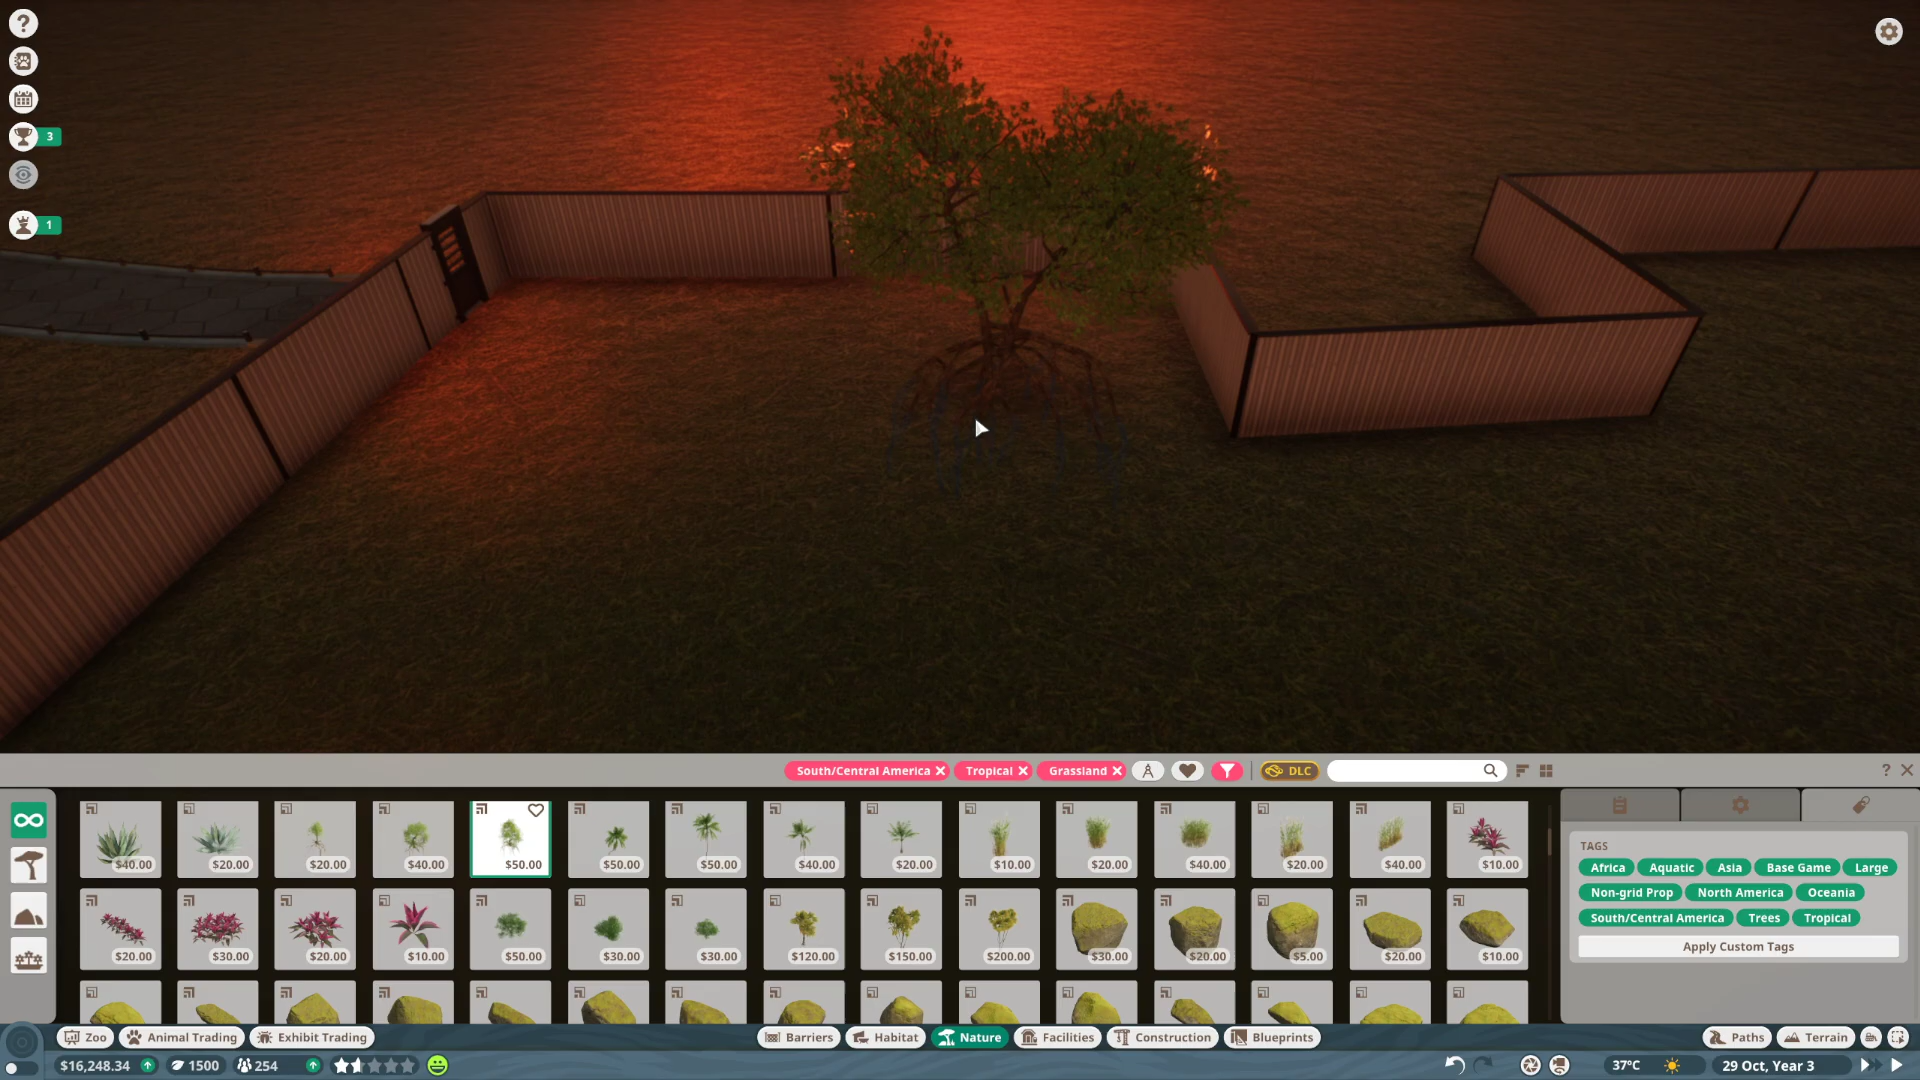 ?
3
1
South/Central America ✕ Tropical ✕ Grassland ✕ DLC ? ✕
$40.00 $20.00 $20.00 $40.00 $50.00 $50.00 $50.00 $40.00 $20.00 $10.00 $20.00 $40.00 $20.00 $40.00 $10.00
$20.00 $30.00 $20.00 $10.00 $50.00 $30.00 $30.00 $120.00 $150.00 $200.00 $30.00 $20.00 $5.00 $20.00 $10.00
TAGS
Africa Aquatic Asia Base Game Large
Non-grid Prop North America Oceania
South/Central America Trees Tropical
Apply Custom Tags
Zoo Animal Trading Exhibit Trading Barriers Habitat Nature Facilities Construction Blueprints Paths Terrain
$16,248.34 1500 254 37°C 29 Oct, Year 3